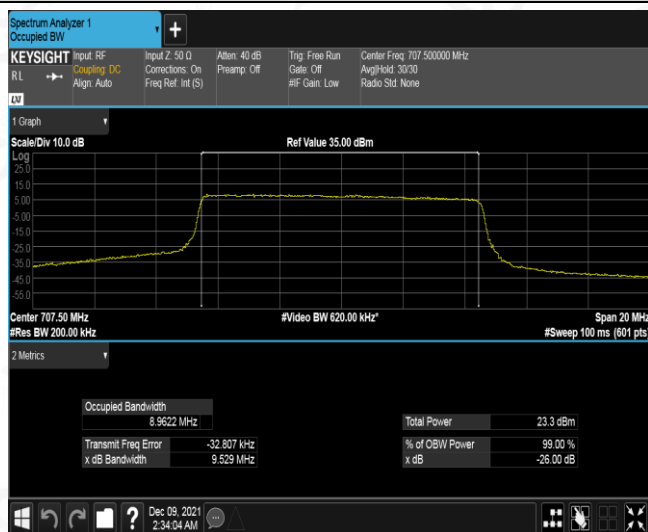 Spectrum Analyzer 1
Occupied BW
+
KEYSIGHT Input: RF Input Z: 50 Ω Atten: 40 dB Trig: Free Run Center Freq: 707.500000 MHz
R L Coupling: DC Corrections: On Preamp: Off Gate: Off Avg|Hold: 30/30
Align: Auto Freq Ref: Int (S) #IF Gain: Low Radio Std: None
LXI
1 Graph
Scale/Div 10.0 dB Ref Value 35.00 dBm
Log
25.0
15.0
5.00
-5.00
-15.0
-25.0
-35.0
-45.0
-55.0
Center 707.50 MHz #Video BW 620.00 kHz* Span 20 MHz
#Res BW 200.00 kHz #Sweep 100 ms (601 pts)
2 Metrics
Occupied Bandwidth
8.9622 MHz Total Power 23.3 dBm
Transmit Freq Error -32.807 kHz % of OBW Power 99.00 %
x dB Bandwidth 9.529 MHz x dB -26.00 dB
? Dec 09, 2021
2:34:04 AM